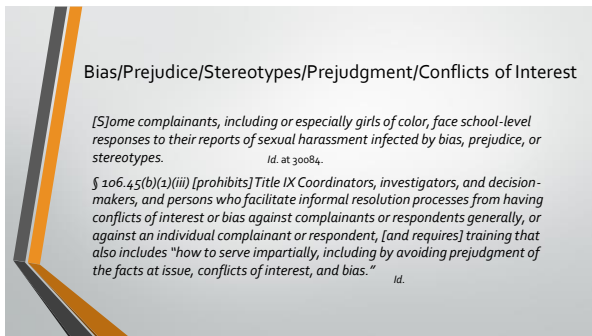 Bias/Prejudice/Stereotypes/Prejudgment/Conflicts of Interest
[S]ome complainants, including or especially girls of color, face school-level
responses to their reports of sexual harassment infected by bias, prejudice, or
stereotypes. Id. at 30084.
§ 106.45(b)(1)(iii) [prohibits]Title IX Coordinators, investigators, and decision-
makers, and persons who facilitate informal resolution processes from having
conflicts of interest or bias against complainants or respondents generally, or
against an individual complainant or respondent, [and requires] training that
also includes “how to serve impartially, including by avoiding prejudgment of
the facts at issue, conflicts of interest, and bias.” Id.